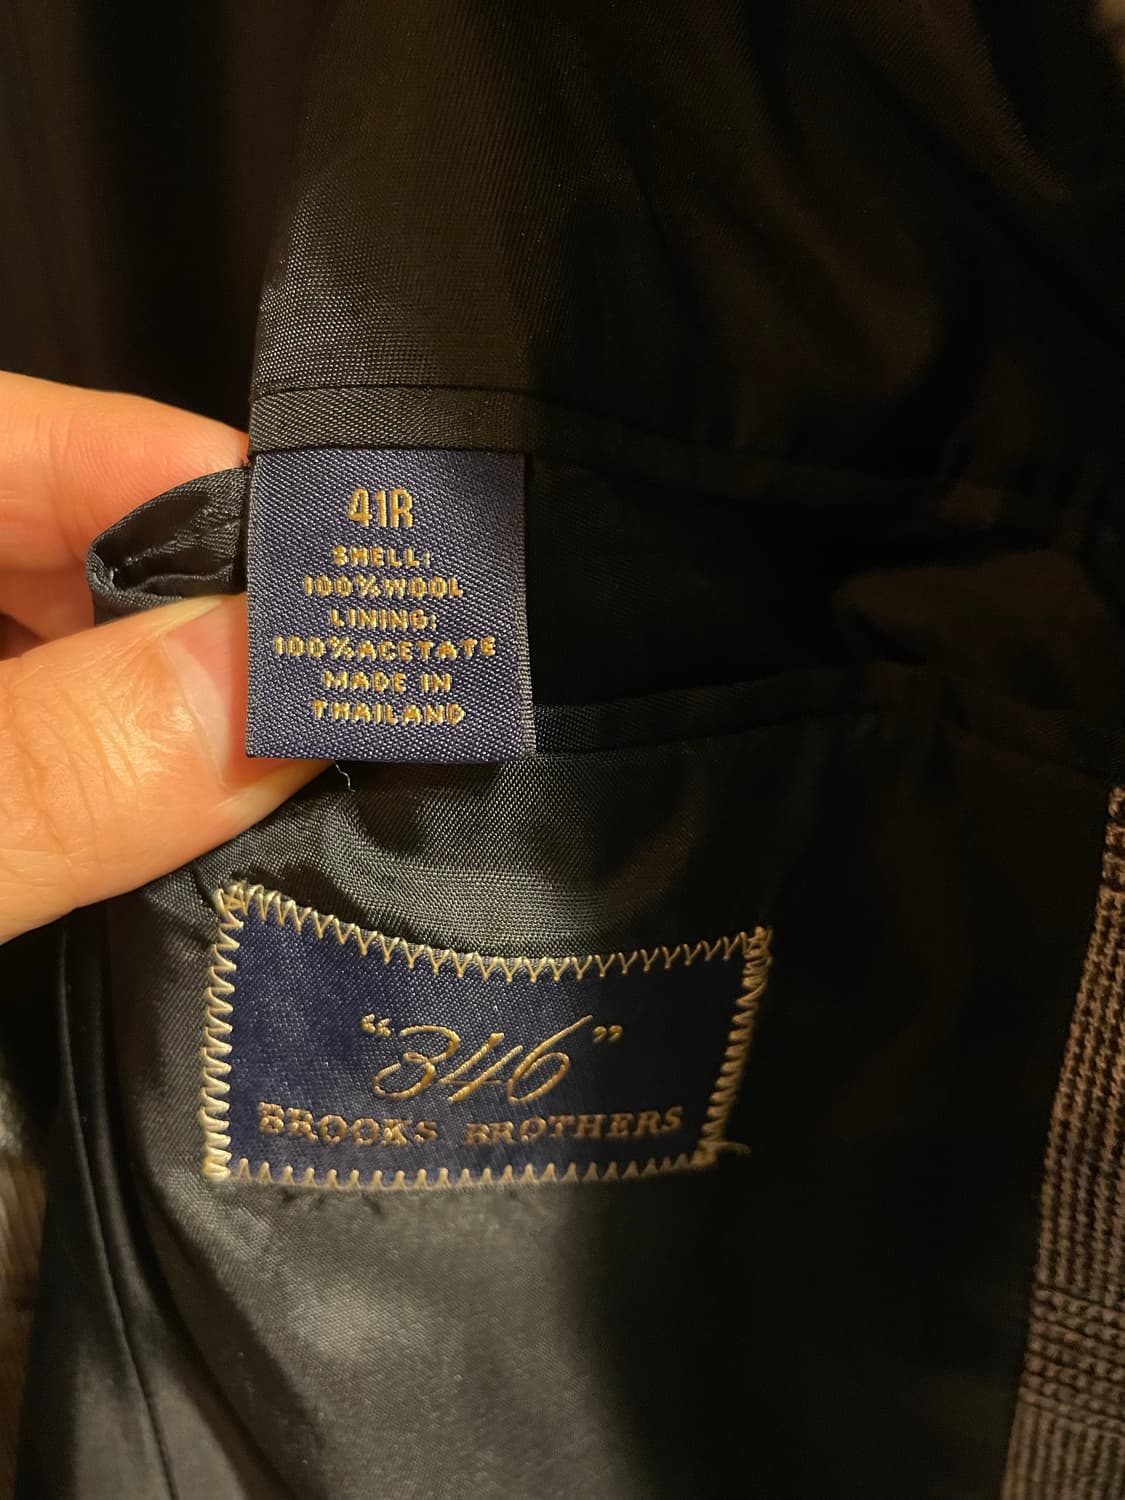 41R
SHELL:
100%WOOL
LINING:
100%ACETATE
MADE IN
THAILAND
“346”
BROOKS BROTHERS